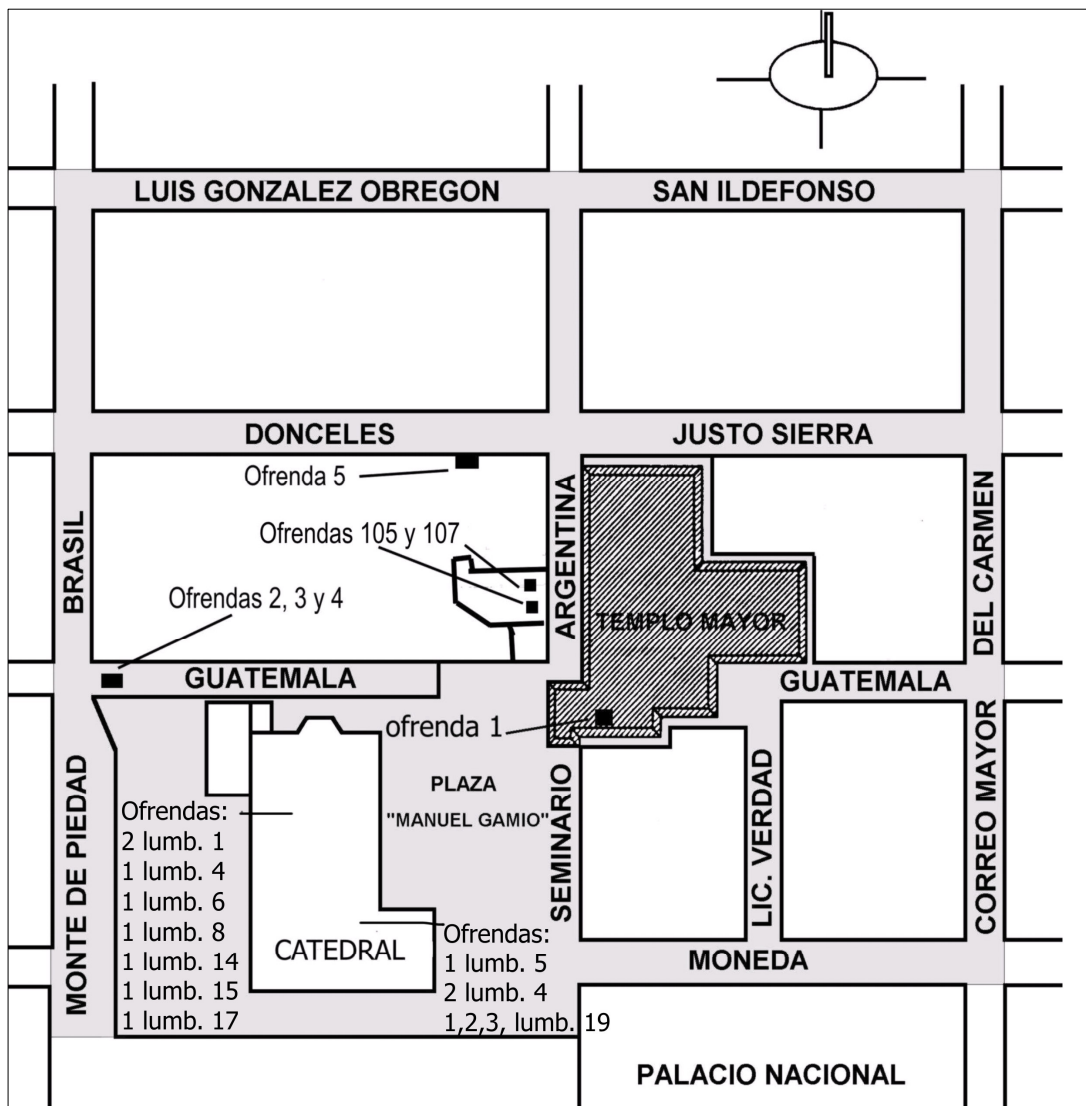 LUIS GONZALEZ OBREGON
SAN ILDEFONSO
DONCELES
JUSTO SIERRA
Ofrenda 5
Ofrendas 105 y 107
Ofrendas 2, 3 y 4
BRASIL
ARGENTINA
TEMPLO MAYOR
DEL CARMEN
GUATEMALA
GUATEMALA
ofrenda 1
PLAZA
"MANUEL GAMIO"
MONTE DE PIEDAD
Ofrendas:
2 lumb. 1
1 lumb. 4
1 lumb. 6
1 lumb. 8
1 lumb. 14
1 lumb. 15
1 lumb. 17
CATEDRAL
Ofrendas:
1 lumb. 5
2 lumb. 4
1,2,3, lumb. 19
SEMINARIO
LIC. VERDAD
CORREO MAYOR
MONEDA
PALACIO NACIONAL